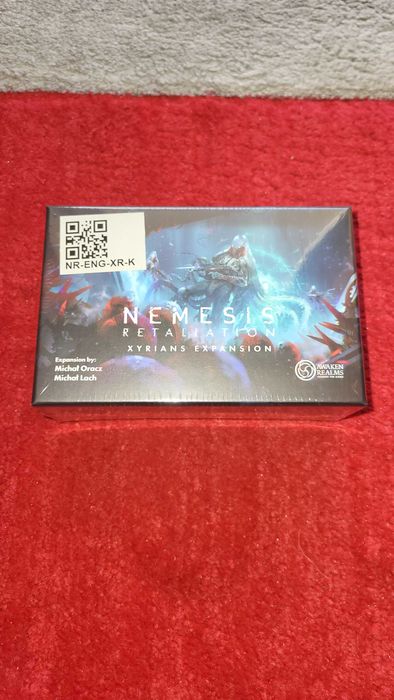 NR-ENG-XR-K
NEMESIS
RETALIATION
XYRIANS EXPANSION
Expansion by:
Michał Oracz
Michał Lach
AWAKEN
REALMS